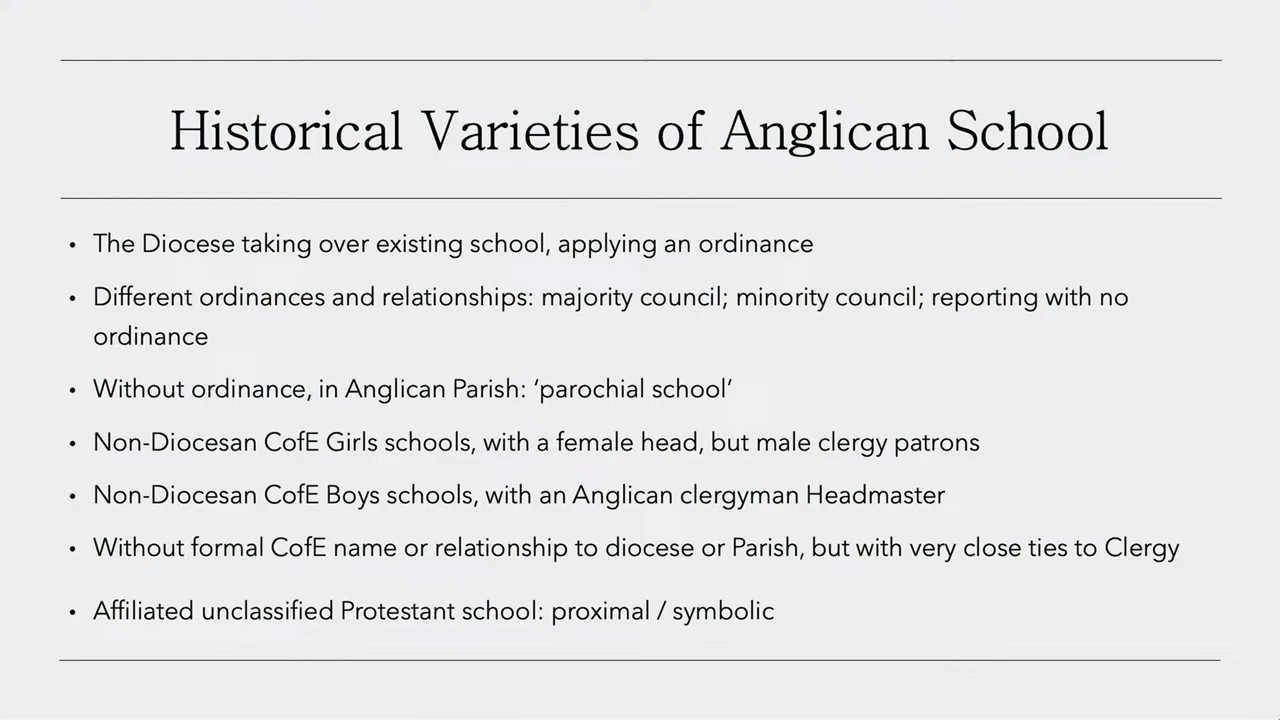 Historical Varieties of Anglican School
• The Diocese taking over existing school, applying an ordinance
• Different ordinances and relationships: majority council; minority council; reporting with no
ordinance
• Without ordinance, in Anglican Parish: ‘parochial school’
• Non-Diocesan CofE Girls schools, with a female head, but male clergy patrons
• Non-Diocesan CofE Boys schools, with an Anglican clergyman Headmaster
• Without formal CofE name or relationship to diocese or Parish, but with very close ties to Clergy
• Affiliated unclassified Protestant school: proximal / symbolic